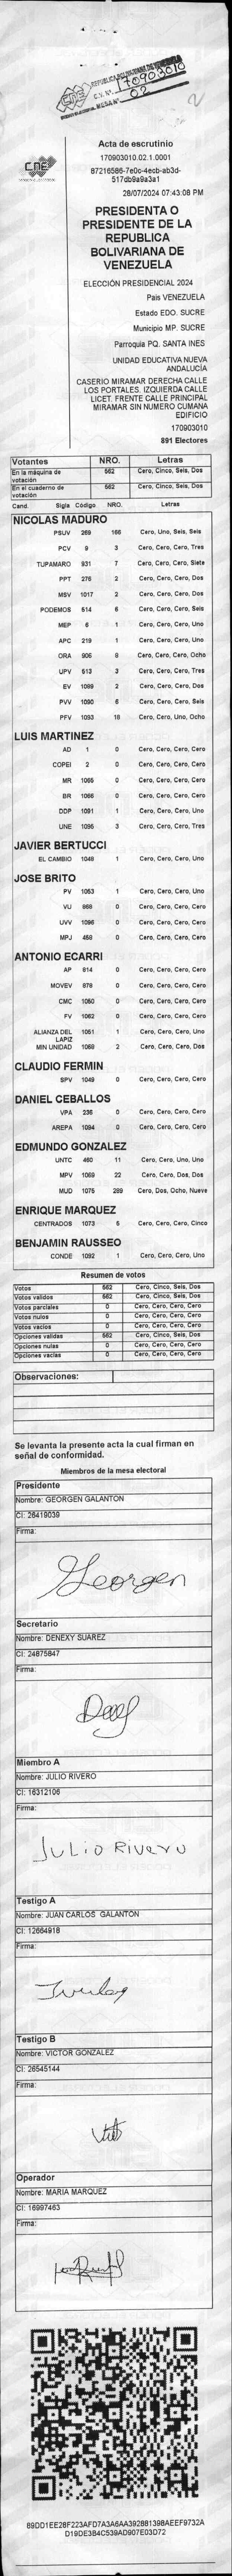 REPUBLICA BOLIVARIANA DE VENEZUELA
CNE
C.V. Nº. 170903010
MESA Nº 02
2
Acta de escrutinio
CNE
170903010.02.1.0001
87216586-7e0c-4ecb-ab3d-
517db9a9a3a1
28/07/2024 07:43:08 PM
PRESIDENTA O
PRESIDENTE DE LA
REPUBLICA
BOLIVARIANA DE
VENEZUELA
ELECCIÓN PRESIDENCIAL 2024
Pais VENEZUELA
Estado EDO. SUCRE
Municipio MP. SUCRE
Parroquia PQ. SANTA INES
UNIDAD EDUCATIVA NUEVA
ANDALUCÍA
CASERIO MIRAMAR DERECHA CALLE
LOS PORTALES. IZQUIERDA CALLE
LICET. FRENTE CALLE PRINCIPAL
MIRAMAR SIN NUMERO CUMANA
EDIFICIO
170903010
891 Electores
Votantes NRO. Letras
En la máquina de votación 562 Cero, Cinco, Seis, Dos
En el cuaderno de votación 562 Cero, Cinco, Seis, Dos
Cand. Sigla Código NRO. Letras
NICOLAS MADURO
PSUV 269 166 Cero, Uno, Seis, Seis
PCV 9 3 Cero, Cero, Cero, Tres
TUPAMARO 931 7 Cero, Cero, Cero, Siete
PPT 276 2 Cero, Cero, Cero, Dos
MSV 1017 2 Cero, Cero, Cero, Dos
PODEMOS 514 6 Cero, Cero, Cero, Seis
MEP 6 1 Cero, Cero, Cero, Uno
APC 219 1 Cero, Cero, Cero, Uno
ORA 906 8 Cero, Cero, Cero, Ocho
UPV 513 3 Cero, Cero, Cero, Tres
EV 1089 2 Cero, Cero, Cero, Dos
PVV 1090 6 Cero, Cero, Cero, Seis
PFV 1093 18 Cero, Cero, Uno, Ocho
LUIS MARTINEZ
AD 1 0 Cero, Cero, Cero, Cero
COPEI 2 0 Cero, Cero, Cero, Cero
MR 1065 0 Cero, Cero, Cero, Cero
BR 1066 0 Cero, Cero, Cero, Cero
DDP 1091 1 Cero, Cero, Cero, Uno
UNE 1095 3 Cero, Cero, Cero, Tres
JAVIER BERTUCCI
EL CAMBIO 1048 1 Cero, Cero, Cero, Uno
JOSE BRITO
PV 1053 1 Cero, Cero, Cero, Uno
VU 868 0 Cero, Cero, Cero, Cero
UVV 1096 0 Cero, Cero, Cero, Cero
MPJ 458 0 Cero, Cero, Cero, Cero
ANTONIO ECARRI
AP 814 0 Cero, Cero, Cero, Cero
MOVEV 878 0 Cero, Cero, Cero, Cero
CMC 1050 0 Cero, Cero, Cero, Cero
FV 1062 0 Cero, Cero, Cero, Cero
ALIANZA DEL LAPIZ 1051 1 Cero, Cero, Cero, Uno
MIN UNIDAD 1069 2 Cero, Cero, Cero, Dos
CLAUDIO FERMIN
SPV 1049 0 Cero, Cero, Cero, Cero
DANIEL CEBALLOS
VPA 236 0 Cero, Cero, Cero, Cero
AREPA 1094 0 Cero, Cero, Cero, Cero
EDMUNDO GONZALEZ
UNTC 460 11 Cero, Cero, Uno, Uno
MPV 1069 22 Cero, Cero, Dos, Dos
MUD 1075 289 Cero, Dos, Ocho, Nueve
ENRIQUE MARQUEZ
CENTRADOS 1073 5 Cero, Cero, Cero, Cinco
BENJAMIN RAUSSEO
CONDE 1092 1 Cero, Cero, Cero, Uno
Resumen de votos
Votos 562 Cero, Cinco, Seis, Dos
Votos validos 562 Cero, Cinco, Seis, Dos
Votos parciales 0 Cero, Cero, Cero, Cero
Votos nulos 0 Cero, Cero, Cero, Cero
Votos vacios 0 Cero, Cero, Cero, Cero
Opciones validas 562 Cero, Cinco, Seis, Dos
Opciones nulas 0 Cero, Cero, Cero, Cero
Opciones vacias 0 Cero, Cero, Cero, Cero
Observaciones:
Se levanta la presente acta la cual firman en
señal de conformidad.
Miembros de la mesa electoral
Presidente
Nombre: GEORGEN GALANTON
CI: 26419039
Firma:
Georgen
Secretario
Nombre: DENEXY SUAREZ
CI: 24875847
Firma:
Miembro A
Nombre: JULIO RIVERO
CI: 16312106
Firma:
JULIO RIVERO
Testigo A
Nombre: JUAN CARLOS GALANTON
CI: 12664918
Firma:
Testigo B
Nombre: VICTOR GONZALEZ
CI: 26545144
Firma:
Operador
Nombre: MARIA MARQUEZ
CI: 16997463
Firma:
89DD1EE28F223AFD7A3A6AA392881398AEEF9732A
D19DE3B4C539AD907E03D72